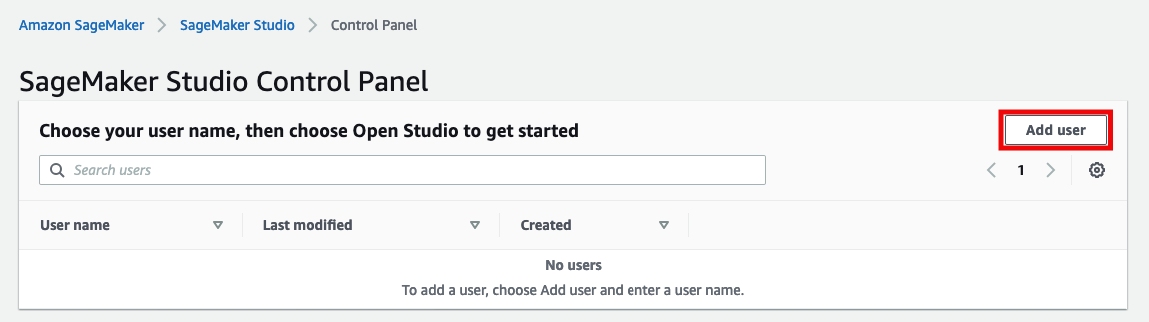 Amazon SageMaker > SageMaker Studio > Control Panel
SageMaker Studio Control Panel
Choose your user name, then choose Open Studio to get started
Add user
Search users
1
User name Last modified Created
No users
To add a user, choose Add user and enter a user name.